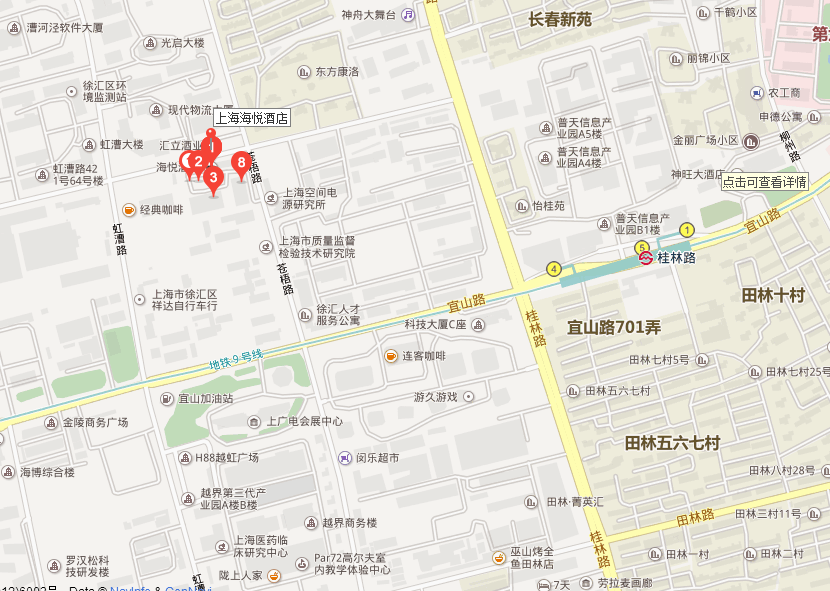 神舟大舞台
长春新苑
千鹤小区
漕河泾软件大厦
光启大楼
丽锦小区
东方康洛
徐汇区环
境监测站
农工商
现代物流大厦
上海海悦酒店
申德公寓
普天信息产
业园A5楼
金丽广场小区
柳州路
虹漕大楼
汇立酒业
普天信息产
业园A4楼
2
8
海悦
苍梧路
虹漕路42
1号64号楼
3
神旺大酒店
点击可查看详情
上海空间电
源研究所
经典咖啡
怡桂苑
普天信息产
业园B1楼
宜山路
虹漕路
1
上海市质量监督
检验技术研究院
5
桂林路
4
苍梧路
上海市徐汇区
祥达自行车行
田林十村
宜山路
徐汇人才
服务公寓
科技大厦C座
桂林路
宜山路701弄
地铁9号线
连客咖啡
田林七村5号
田林七村25号
宜山加油站
游久游戏
田林五六七村
金陵商务广场
上广电会展中心
田林五六七村
H88越虹广场
闵乐超市
海博综合楼
田林八村28号
越界第三代产
业园A楼B楼
田林·菁英汇
越界商务楼
田林路
田林三村11号
桂林路
上海医药临
床研究中心
罗汉松科
技研发楼
Par72高尔夫室
内教学体验中心
巫山烤全
鱼田林店
田林一村
田林二村
陇上人家
虹
7天
劳拉麦画廊